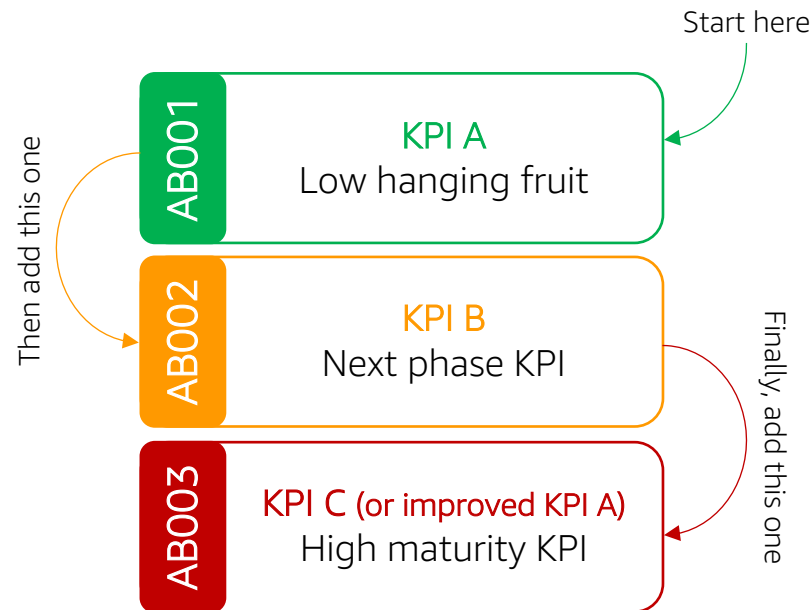 Start here
AB001
KPI A
Low hanging fruit
Then add this one
AB002
KPI B
Next phase KPI
Finally, add this one
AB003
KPI C (or improved KPI A)
High maturity KPI